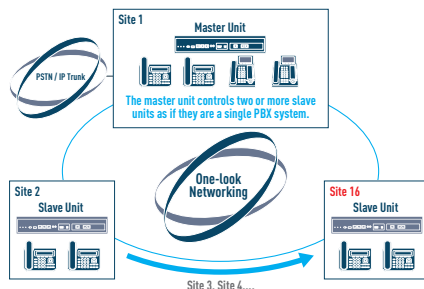 Site 1
Master Unit
PSTN / IP Trunk
The master unit controls two or more slave
units as if they are a single PBX system.
One-look
Networking
Site 2
Slave Unit
Site 16
Slave Unit
Site 3, Site 4....